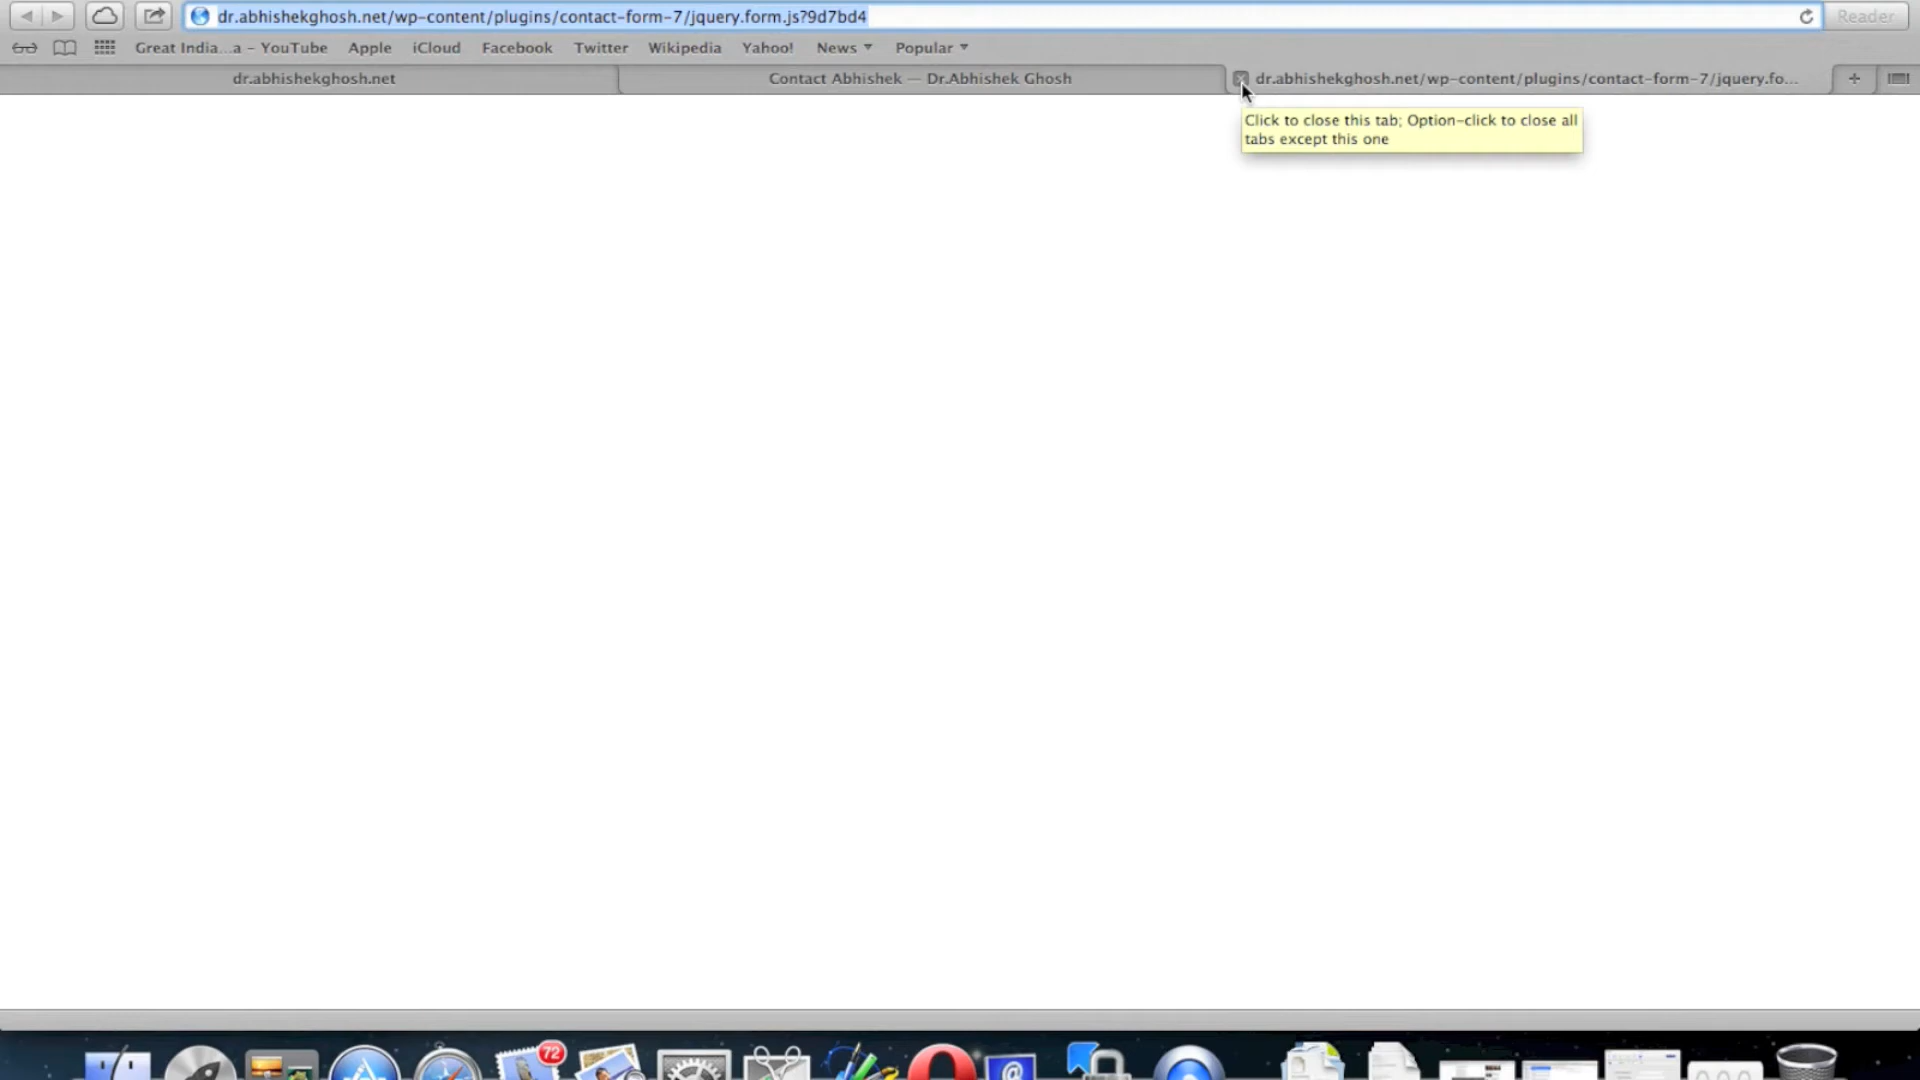 dr.abhishekghosh.net/wp-content/plugins/contact-form-7/jquery.form.js?9d7bd4
Reader
Great India...a – YouTube Apple iCloud Facebook Twitter Wikipedia Yahoo! News Popular
dr.abhishekghosh.net
Contact Abhishek — Dr.Abhishek Ghosh
dr.abhishekghosh.net/wp-content/plugins/contact-form-7/jquery.fo...
Click to close this tab; Option-click to close all
tabs except this one
72
@